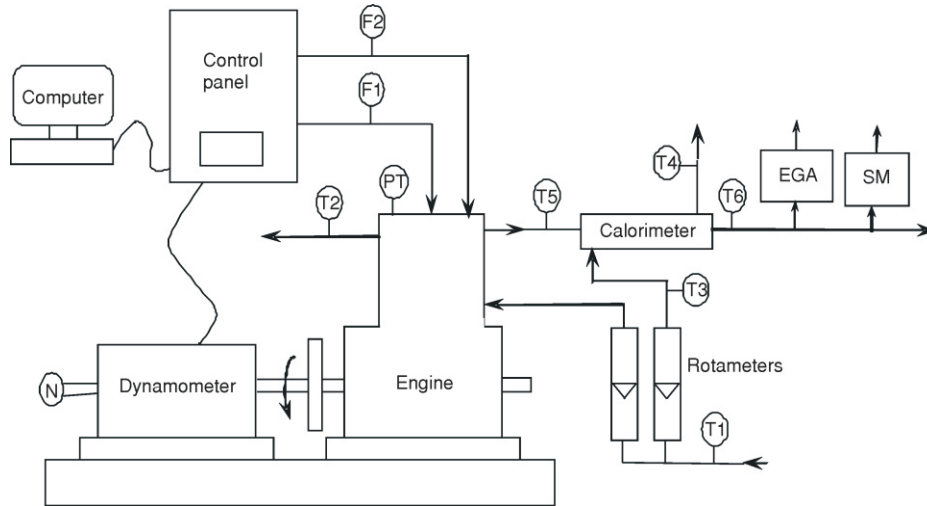 F2
Control
panel
Computer
F1
T4
EGA
SM
PT
T2
T5
T6
Calorimeter
T3
Rotameters
Dynamometer
Engine
N
T1